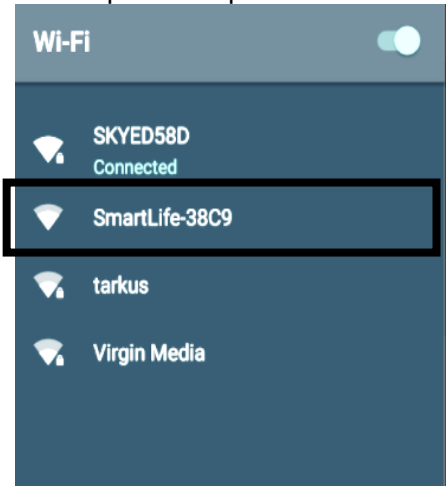 Wi-Fi
SKYED58D
Connected
SmartLife-38C9
tarkus
Virgin Media